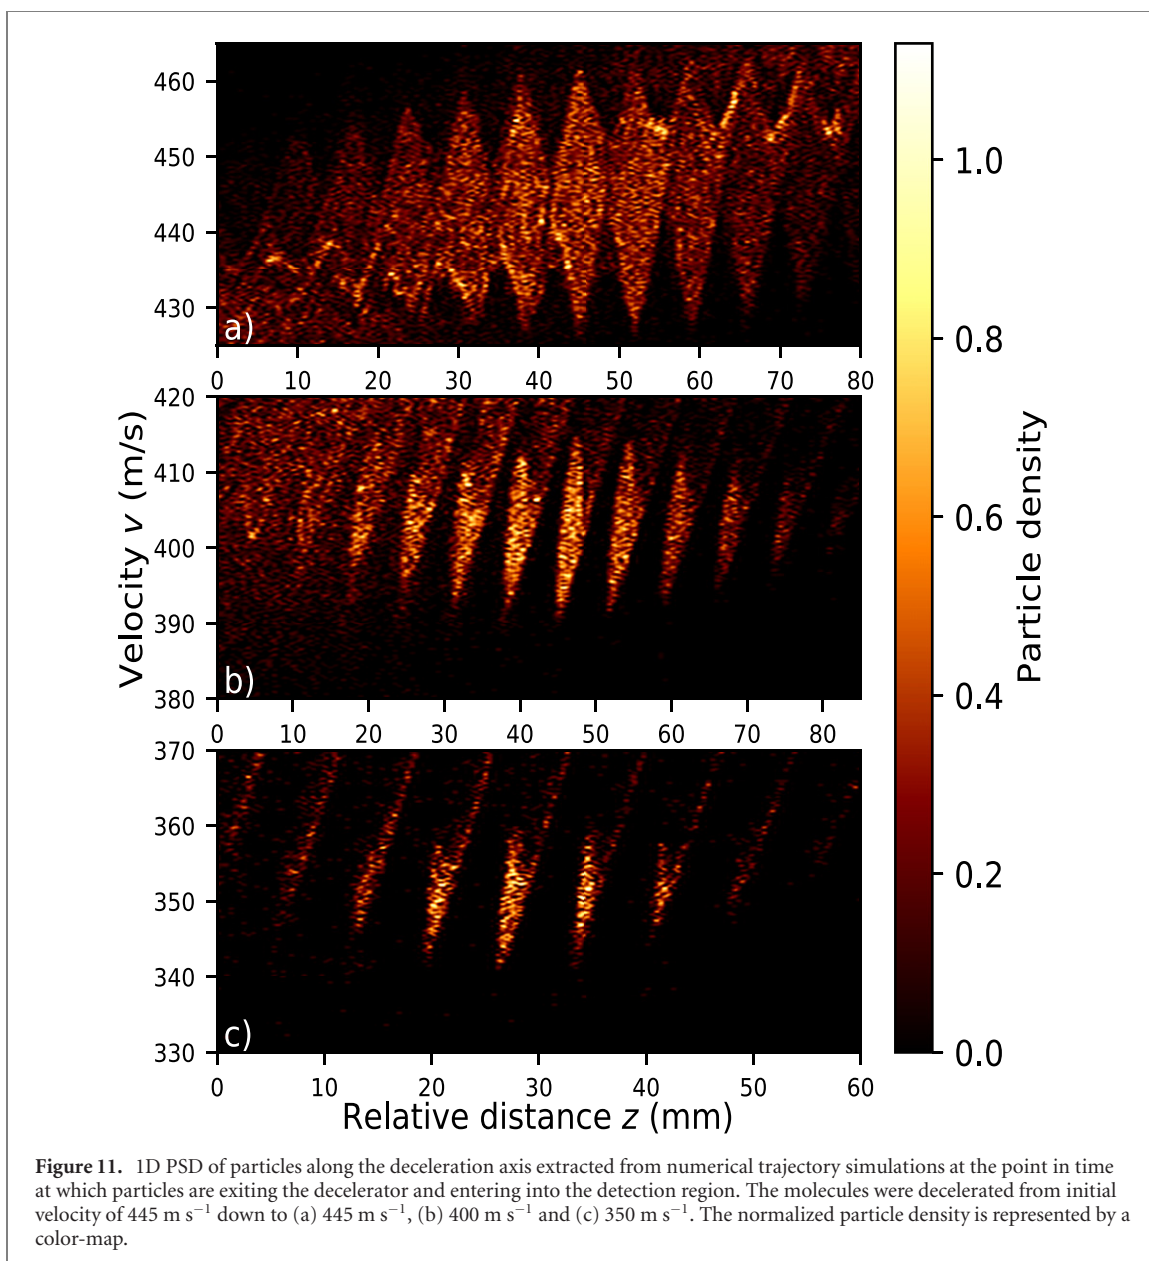 460
450
440
430
a)
0 10 20 30 40 50 60 70 80
420
410
400
390
380
b)
0 10 20 30 40 50 60 70 80
370
360
350
340
330
c)
0 10 20 30 40 50 60
Velocity v (m/s)
Relative distance z (mm)
1.0
0.8
0.6
0.4
0.2
0.0
Particle density
Figure 11. 1D PSD of particles along the deceleration axis extracted from numerical trajectory simulations at the point in time
at which particles are exiting the decelerator and entering into the detection region. The molecules were decelerated from initial
velocity of 445 m s⁻¹ down to (a) 445 m s⁻¹, (b) 400 m s⁻¹ and (c) 350 m s⁻¹. The normalized particle density is represented by a
color-map.